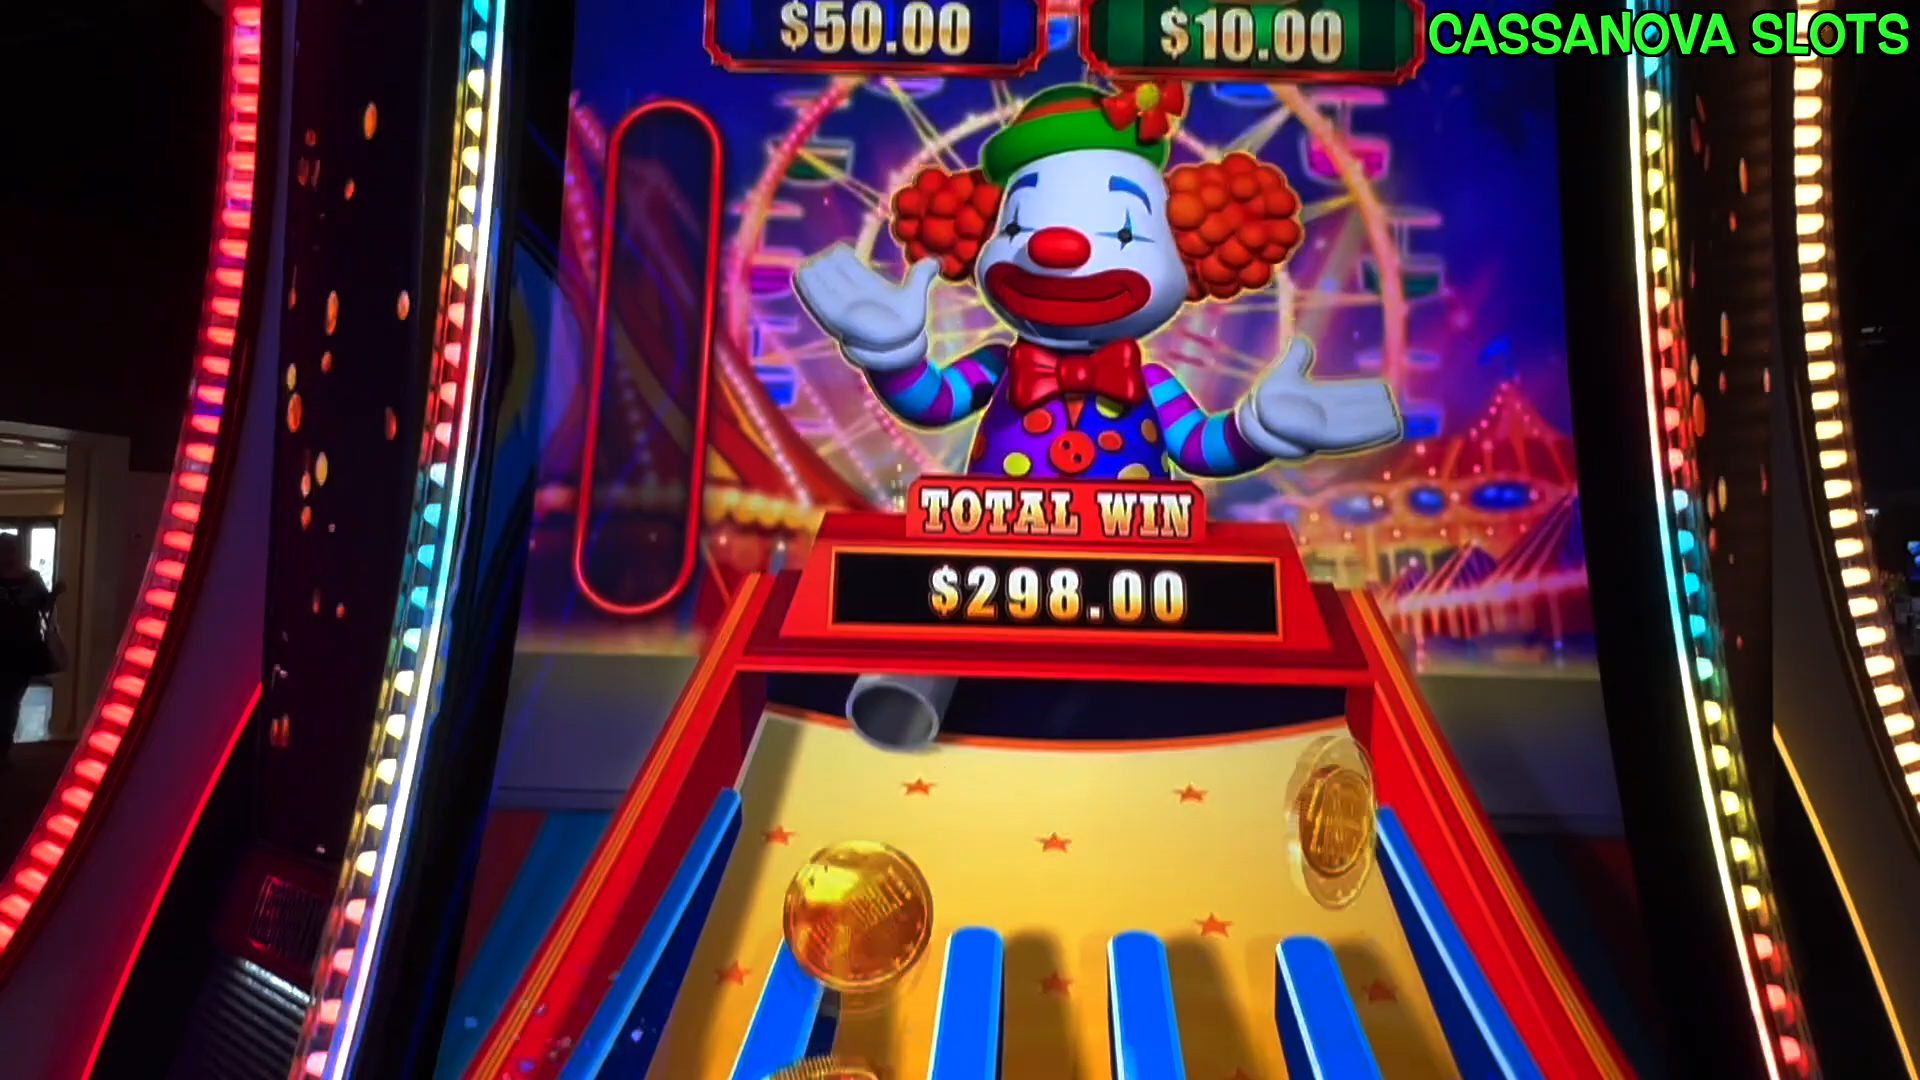 $50.00
$10.00
CASSANOVA SLOTS
TOTAL WIN
$298.00